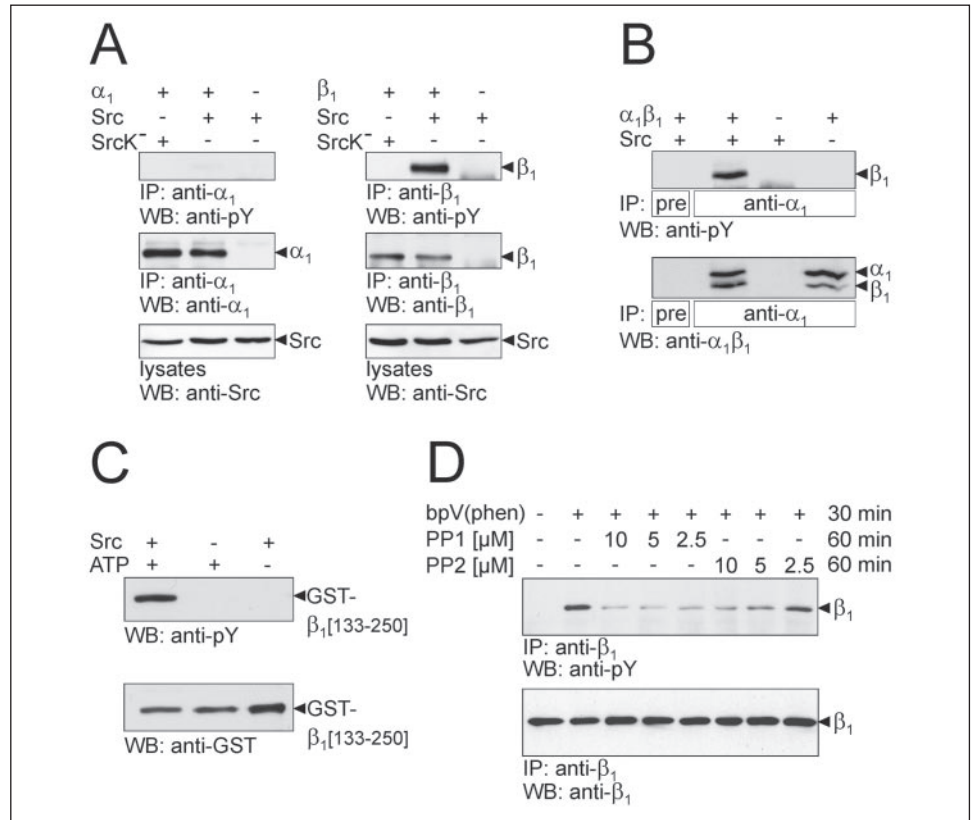 A
α₁ + + -
Src - + +
SrcK⁻ + - -
IP: anti-α₁
WB: anti-pY
α₁
IP: anti-α₁
WB: anti-α₁
Src
lysates
WB: anti-Src
β₁ + + -
Src - + +
SrcK⁻ + - -
β₁
IP: anti-β₁
WB: anti-pY
β₁
IP: anti-β₁
WB: anti-β₁
Src
lysates
WB: anti-Src
B
α₁β₁ + + - +
Src + + + -
β₁
IP: pre anti-α₁
WB: anti-pY
α₁
β₁
IP: pre anti-α₁
WB: anti-α₁β₁
C
Src + - +
ATP + + -
GST-
β₁[133-250]
WB: anti-pY
GST-
β₁[133-250]
WB: anti-GST
D
bpV(phen) - + + + + + + + 30 min
PP1 [µM] - - 10 5 2.5 - - - 60 min
PP2 [µM] - - - - - 10 5 2.5 60 min
β₁
IP: anti-β₁
WB: anti-pY
β₁
IP: anti-β₁
WB: anti-β₁